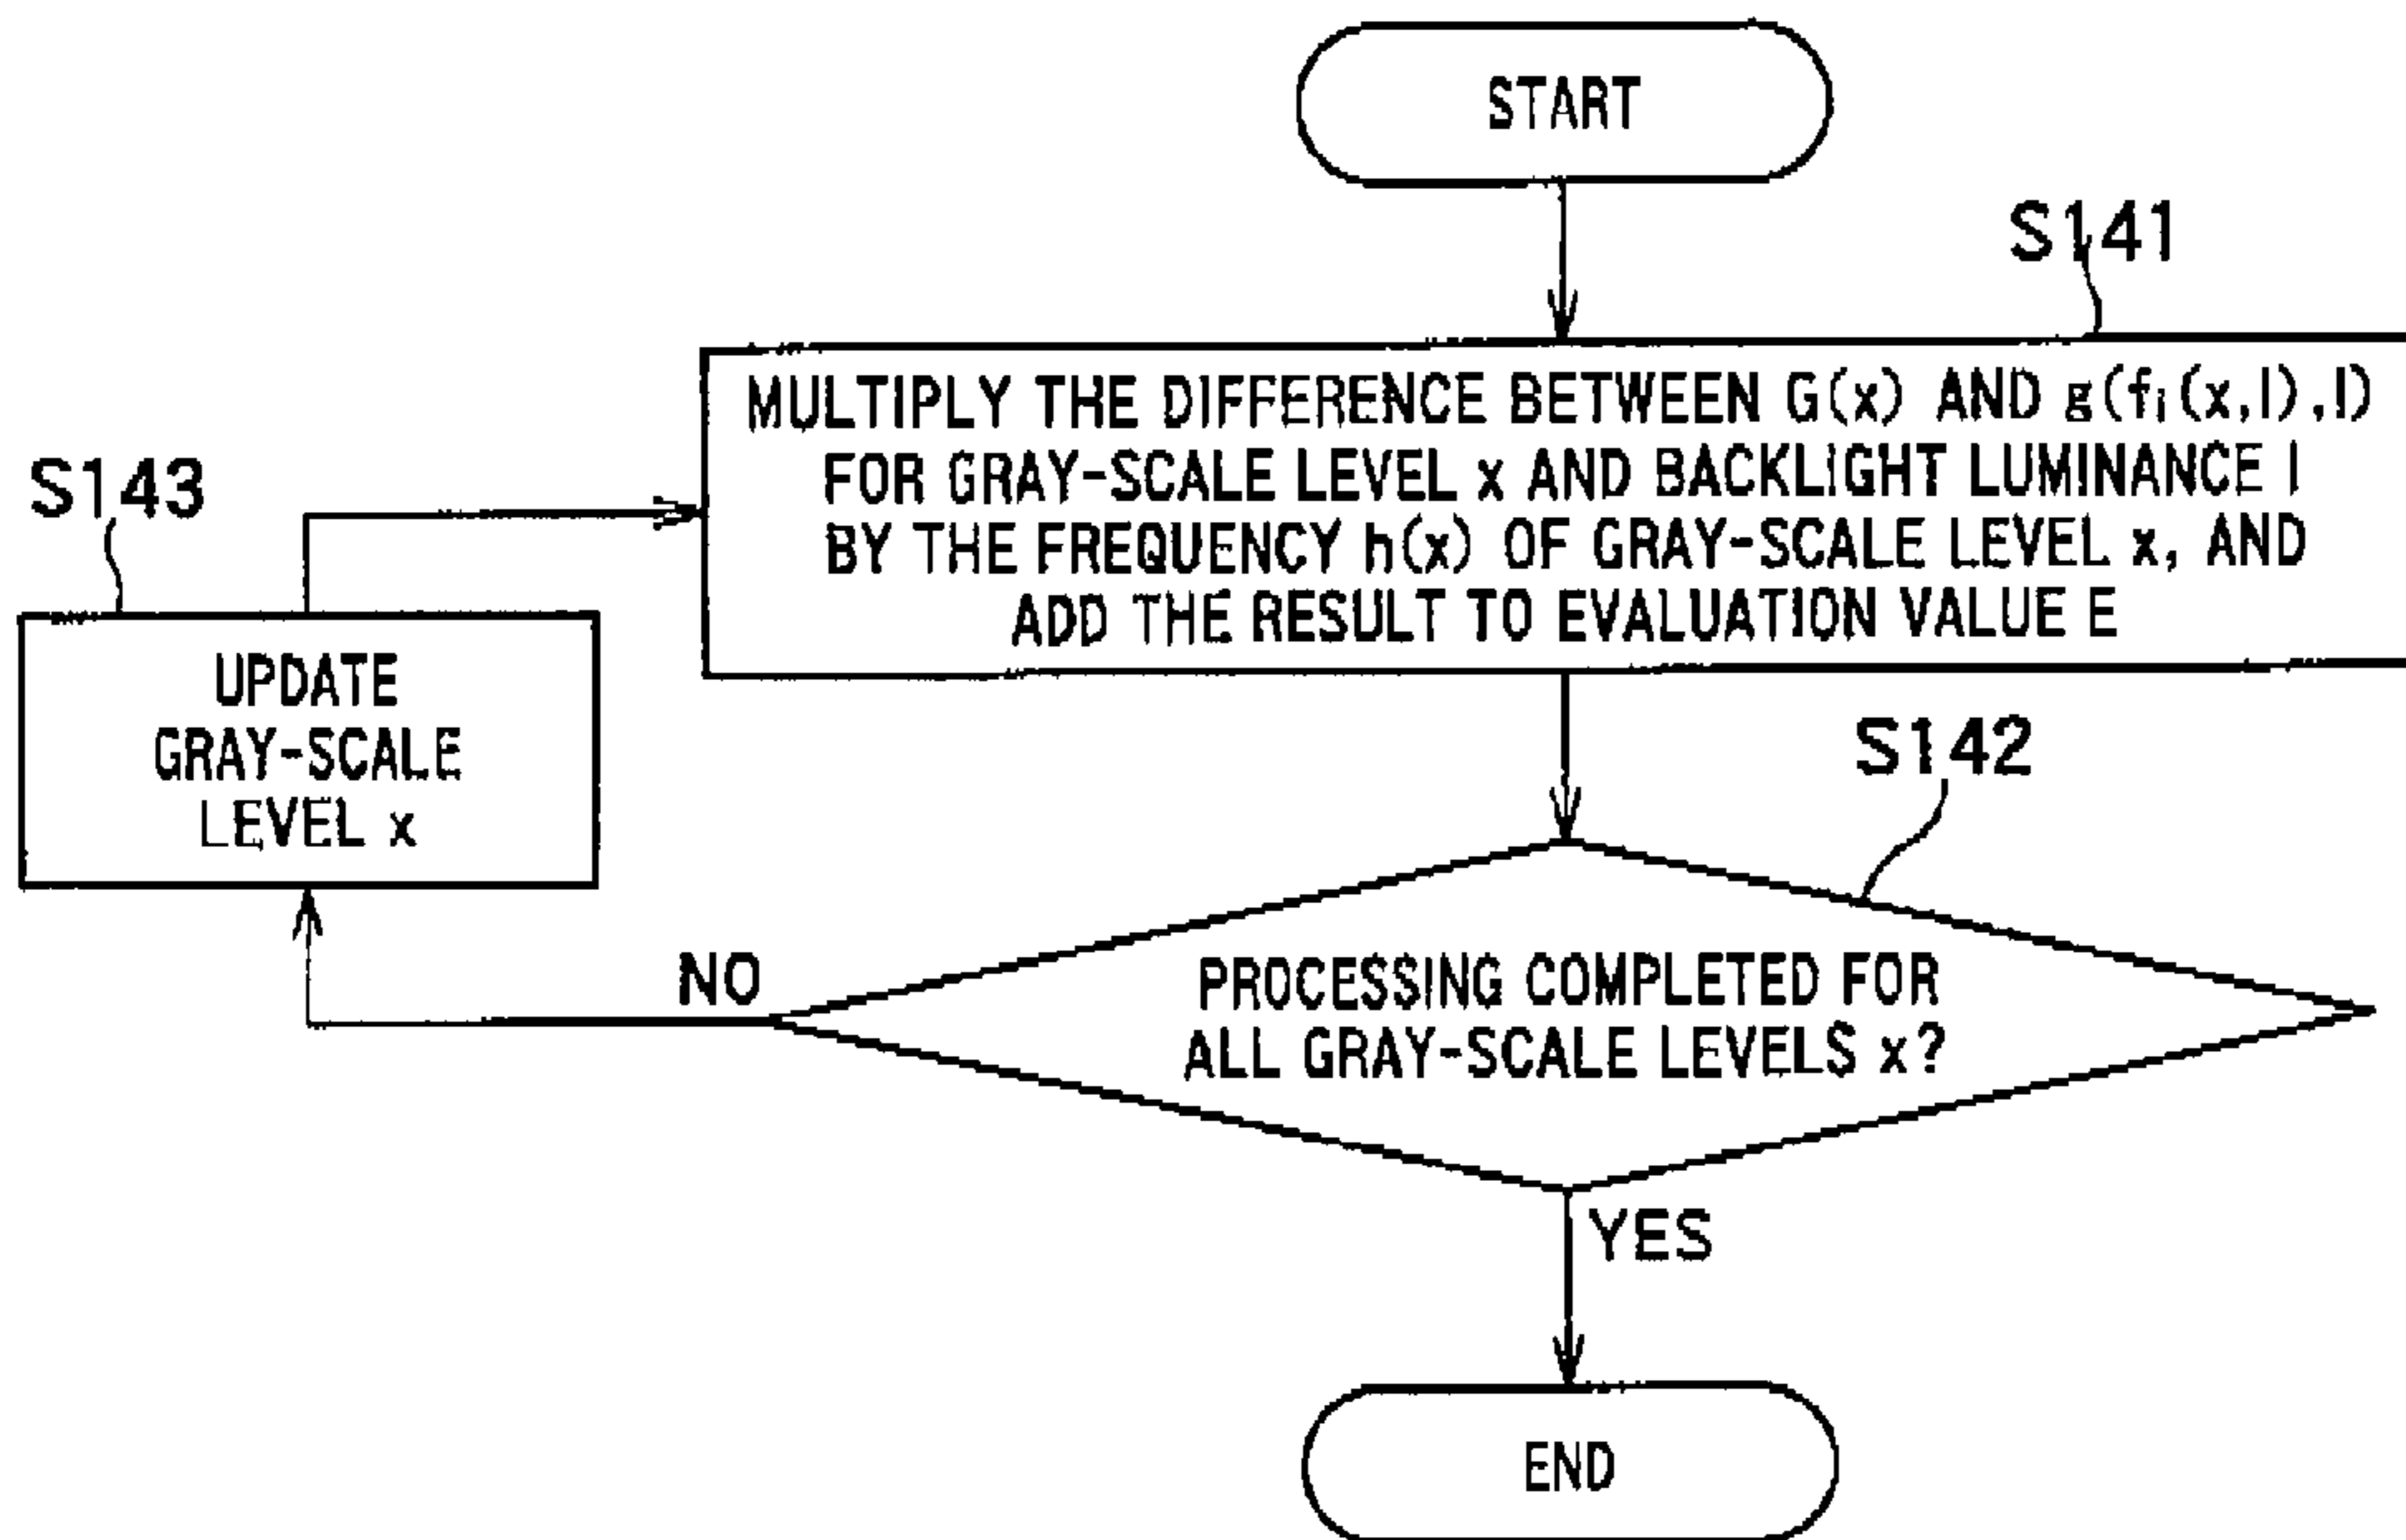 START
S141
MULTIPLY THE DIFFERENCE BETWEEN G(x) AND g(fi(x,I),I)
FOR GRAY-SCALE LEVEL x AND BACKLIGHT LUMINANCE I
BY THE FREQUENCY h(x) OF GRAY-SCALE LEVEL x, AND
ADD THE RESULT TO EVALUATION VALUE E
S143
UPDATE
GRAY-SCALE
LEVEL x
S142
NO
PROCESSING COMPLETED FOR
ALL GRAY-SCALE LEVELS x?
YES
END